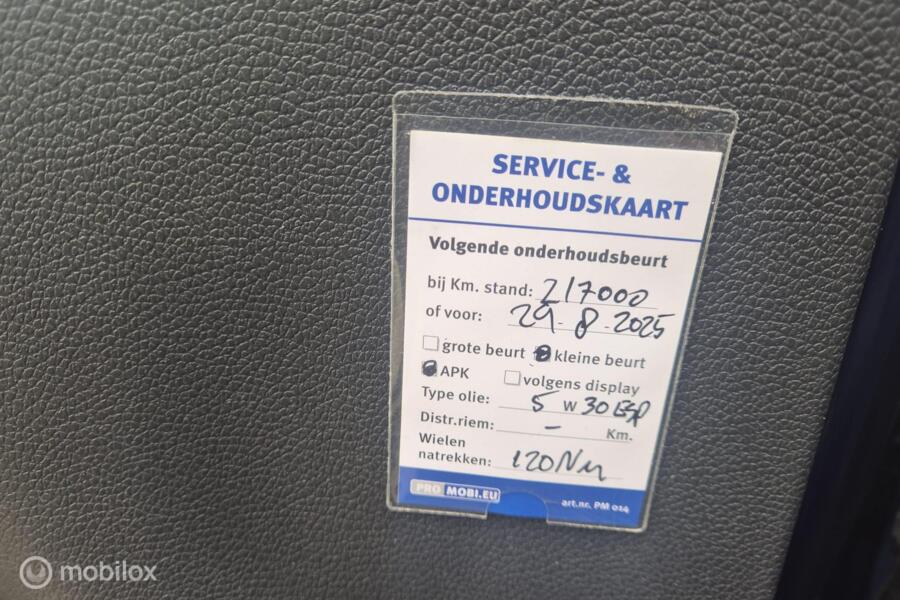 SERVICE- &
ONDERHOUDSKAART
Volgende onderhoudsbeurt
bij Km. stand: 217000
of voor: 29-8-2025
grote beurt kleine beurt
APK volgens display
Type olie: 5 W 30 ESP
Distr.riem: - Km.
Wielen
natrekken: 120Nm
PRO MOBI.EU
art.nr. PM 014
mobilox